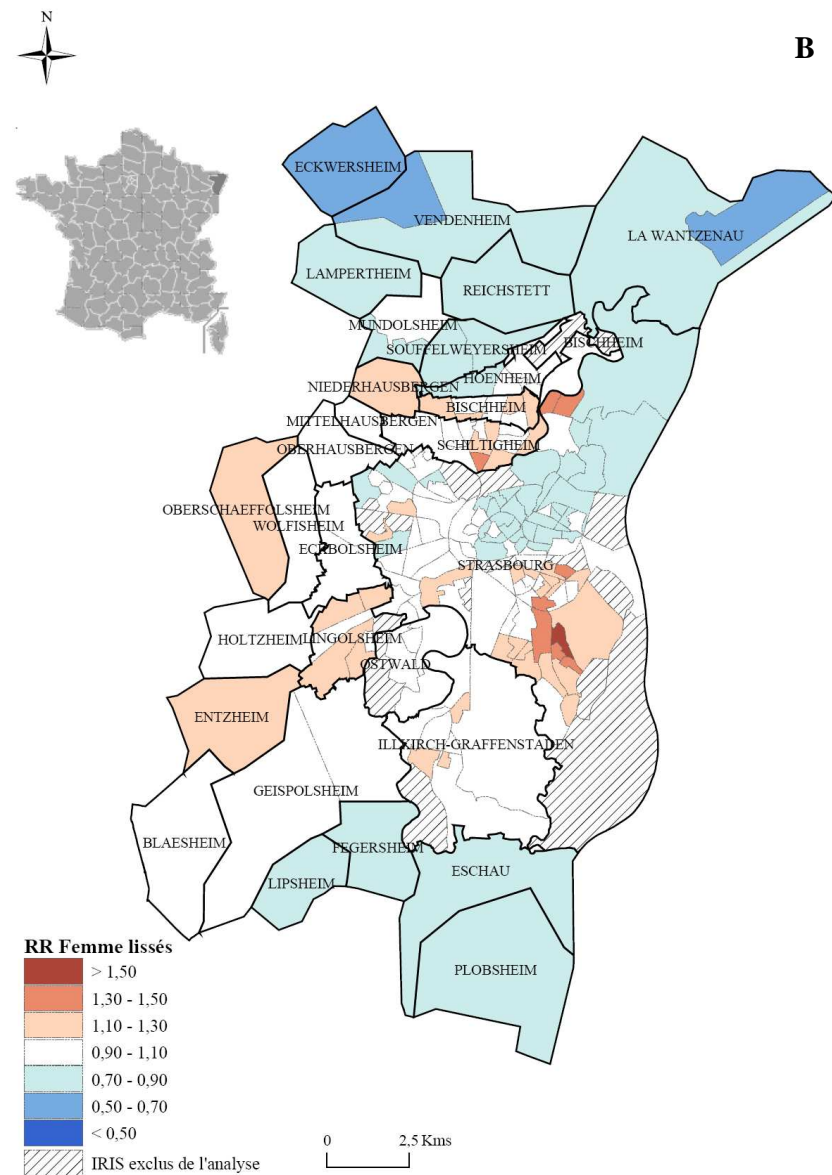 N
B
ECKWERSHEIM
VENDENHEIM
LA WANTZENAU
LAMPERTHEIM
REICHSTETT
MUNDOLSHEIM
BISCHHEIM
SOUFFELWEYERSHEIM
HOENHEIM
NIEDERHAUSBERGEN
BISCHHEIM
MITTELHAUSBERGEN
SCHILTIGHEIM
OBERHAUSBERGEN
OBERSCHAEFFOLSHEIM
WOLFISHEIM
ECKBOLSHEIM
STRASBOURG
HOLTZHEIM
LINGOLSHEIM
OSTWALD
ENTZHEIM
ILLKIRCH-GRAFFENSTADEN
GEISPOLSHEIM
BLAESHEIM
FEGERSHEIM
ESCHAU
LIPSHEIM
PLOBSHEIM
RR Femme lissés
> 1,50
1,30 - 1,50
1,10 - 1,30
0,90 - 1,10
0,70 - 0,90
0,50 - 0,70
< 0,50
IRIS exclus de l'analyse
0 2,5 Kms